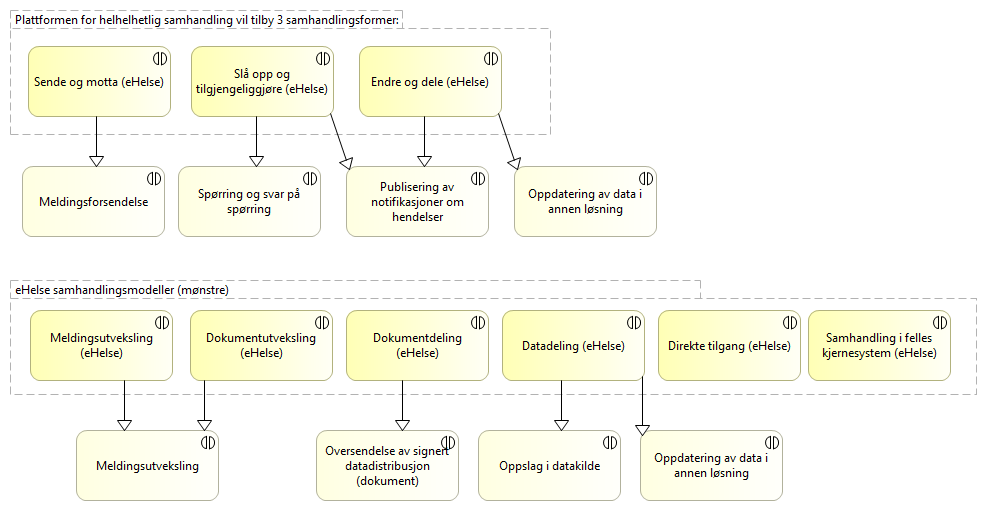 Plattformen for helhelhetlig samhandling vil tilby 3 samhandlingsformer:
Sende og motta (eHelse)
Slå opp og
tilgjengeliggjøre (eHelse)
Endre og dele (eHelse)
Meldingsforsendelse
Spørring og svar på
spørring
Publisering av
notifikasjoner om
hendelser
Oppdatering av data i
annen løsning
eHelse samhandlingsmodeller (mønstre)
Meldingsutveksling
(eHelse)
Dokumentutveksling
(eHelse)
Dokumentdeling
(eHelse)
Datadeling (eHelse)
Direkte tilgang (eHelse)
Samhandling i felles
kjernesystem (eHelse)
Meldingsutveksling
Oversendelse av signert
datadistribusjon
(dokument)
Oppslag i datakilde
Oppdatering av data i
annen løsning